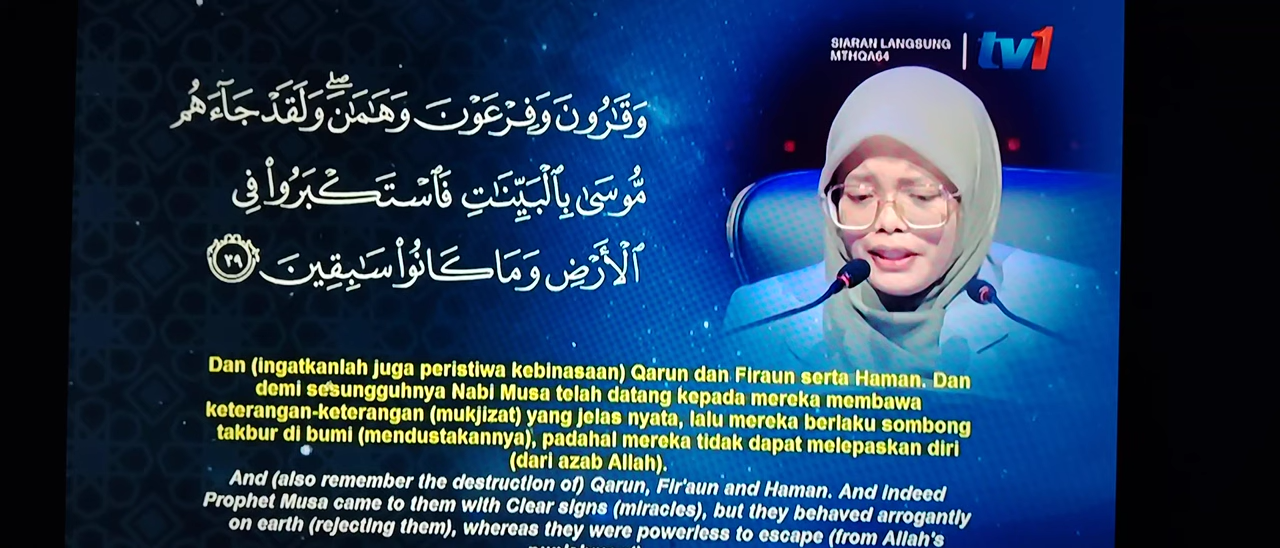 SIARAN LANGSUNG
MTHQA64
tv1
وَقَٰرُونَ وَفِرْعَوْنَ وَهَٰمَٰنَۖ وَلَقَدْ جَآءَهُم
مُّوسَىٰ بِٱلْبَيِّنَٰتِ فَٱسْتَكْبَرُوا۟ فِى
ٱلْأَرْضِ وَمَا كَانُوا۟ سَٰبِقِينَ ٣٩
Dan (ingatkanlah juga peristiwa kebinasaan) Qarun dan Firaun serta Haman. Dan
demi sesungguhnya Nabi Musa telah datang kepada mereka membawa
keterangan-keterangan (mukjizat) yang jelas nyata, lalu mereka berlaku sombong
takbur di bumi (mendustakannya), padahal mereka tidak dapat melepaskan diri
(dari azab Allah).
And (also remember the destruction of) Qarun, Fir'aun and Haman. And indeed
Prophet Musa came to them with Clear signs (miracles), but they behaved arrogantly
on earth (rejecting them), whereas they were powerless to escape (from Allah's